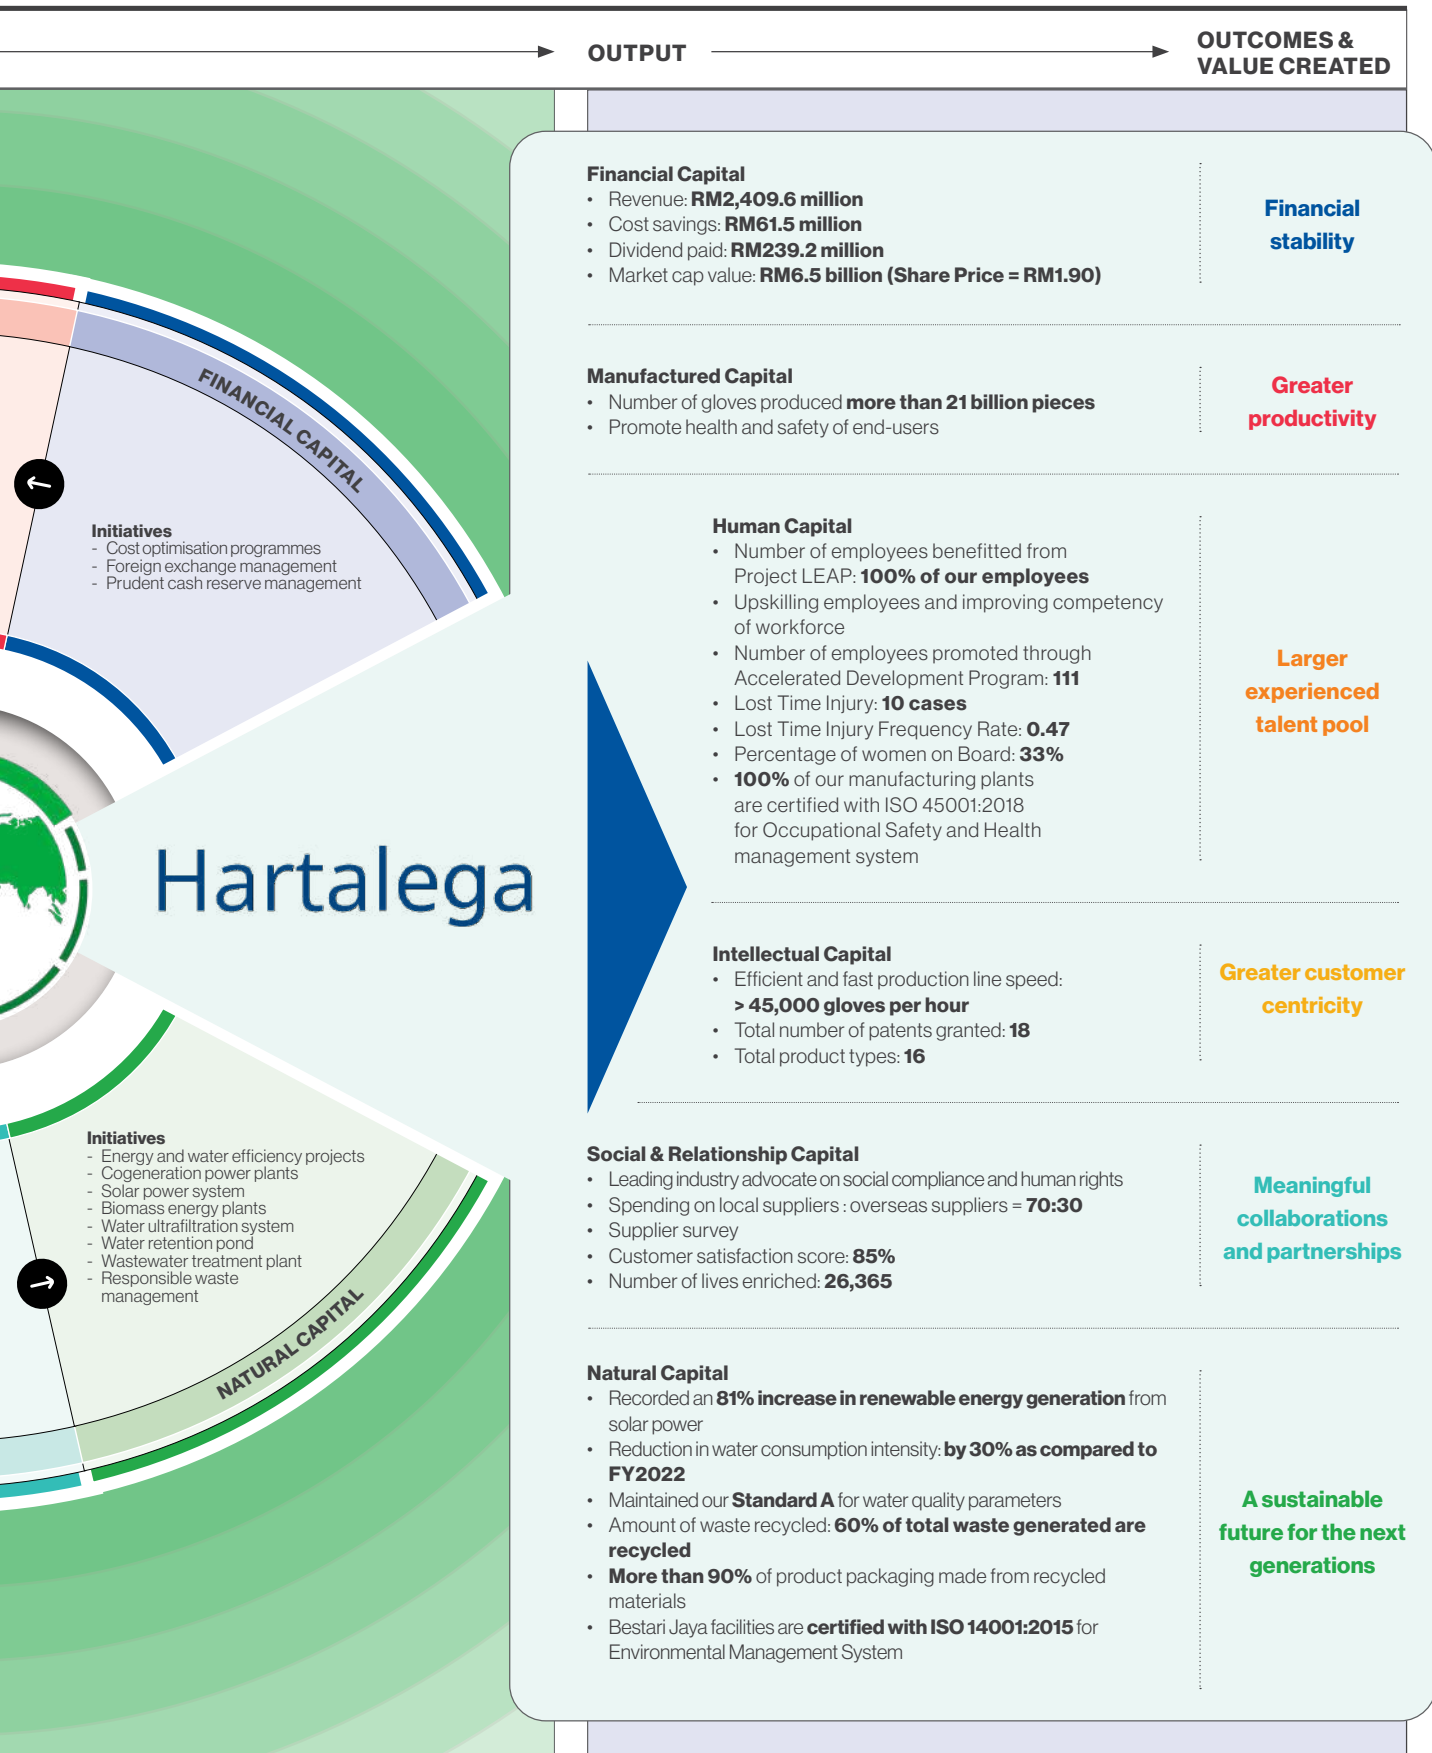 OUTPUT
OUTCOMES &
VALUE CREATED
FINANCIAL CAPITAL
Initiatives
- Cost optimisation programmes
- Foreign exchange management
- Prudent cash reserve management
Hartalega
Initiatives
- Energy and water efficiency projects
- Cogeneration power plants
- Solar power system
- Biomass energy plants
- Water ultrafiltration system
- Water retention pond
- Wastewater treatment plant
- Responsible waste
management
NATURAL CAPITAL
Financial Capital
• Revenue: RM2,409.6 million
• Cost savings: RM61.5 million
• Dividend paid: RM239.2 million
• Market cap value: RM6.5 billion (Share Price = RM1.90)
Financial
stability
Manufactured Capital
• Number of gloves produced more than 21 billion pieces
• Promote health and safety of end-users
Greater
productivity
Human Capital
• Number of employees benefitted from
Project LEAP: 100% of our employees
• Upskilling employees and improving competency
of workforce
• Number of employees promoted through
Accelerated Development Program: 111
• Lost Time Injury: 10 cases
• Lost Time Injury Frequency Rate: 0.47
• Percentage of women on Board: 33%
• 100% of our manufacturing plants
are certified with ISO 45001:2018
for Occupational Safety and Health
management system
Larger
experienced
talent pool
Intellectual Capital
• Efficient and fast production line speed:
> 45,000 gloves per hour
• Total number of patents granted: 18
• Total product types: 16
Greater customer
centricity
Social & Relationship Capital
• Leading industry advocate on social compliance and human rights
• Spending on local suppliers : overseas suppliers = 70:30
• Supplier survey
• Customer satisfaction score: 85%
• Number of lives enriched: 26,365
Meaningful
collaborations
and partnerships
Natural Capital
• Recorded an 81% increase in renewable energy generation from
solar power
• Reduction in water consumption intensity: by 30% as compared to
FY2022
• Maintained our Standard A for water quality parameters
• Amount of waste recycled: 60% of total waste generated are
recycled
• More than 90% of product packaging made from recycled
materials
• Bestari Jaya facilities are certified with ISO 14001:2015 for
Environmental Management System
A sustainable
future for the next
generations